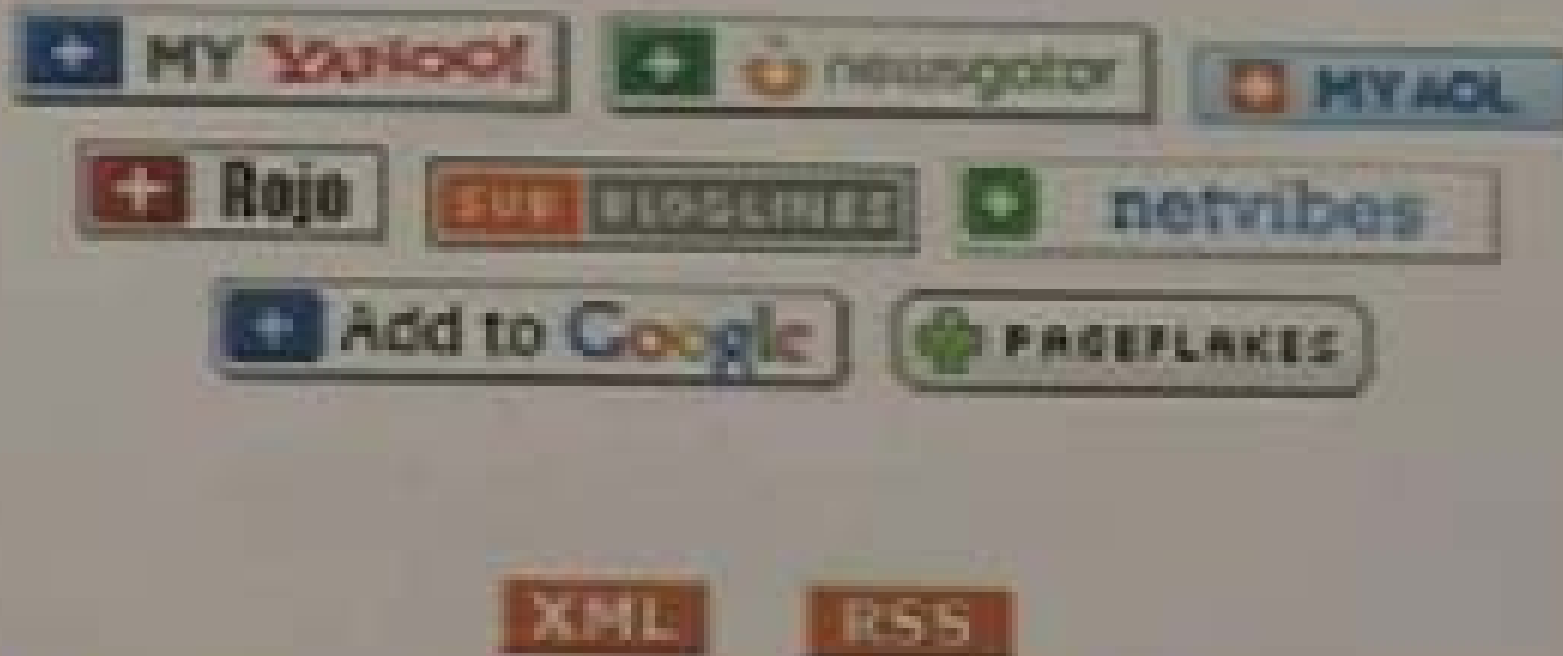 MY YAHOO! newsgator MY AOL
Rojo SUB BLOGLINES netvibes
Add to Google PAGEFLAKES
XML RSS